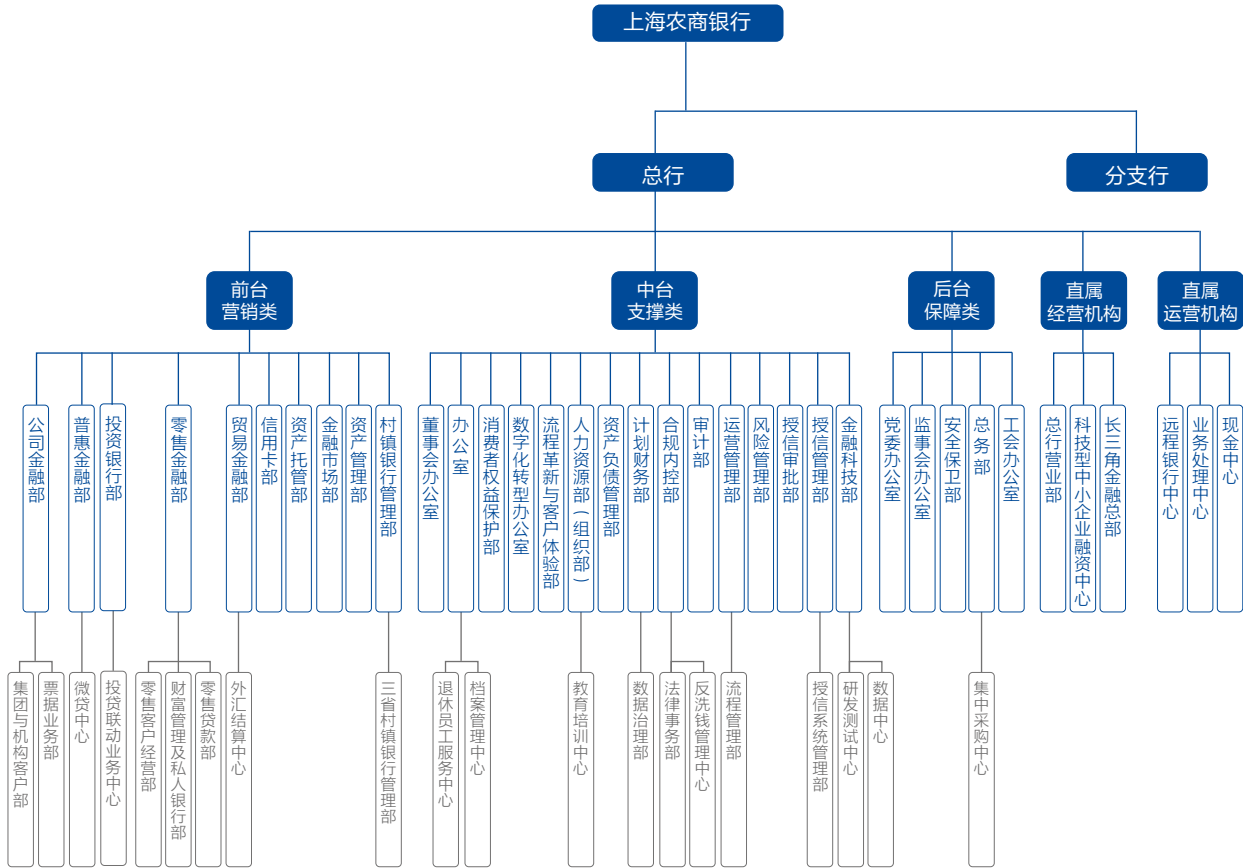 上海农商银行
总行
分支行
前台
营销类
中台
支撑类
后台
保障类
直属
经营机构
直属
运营机构
公司金融部
普惠金融部
投资银行部
零售金融部
贸易金融部
信用卡部
资产托管部
金融市场部
资产管理部
村镇银行管理部
董事会办公室
办公室
消费者权益保护部
数字化转型办公室
流程革新与客户体验部
人力资源部(组织部)
资产负债管理部
计划财务部
合规内控部
审计部
运营管理部
风险管理部
授信审批部
授信管理部
金融科技部
党委办公室
监事会办公室
安全保卫部
总务部
工会办公室
总行营业部
科技型中小企业融资中心
长三角金融总部
远程银行中心
业务处理中心
现金中心
集团与机构客户部
票据业务部
微贷中心
投贷联动业务中心
零售客户经营部
财富管理及私人银行部
零售贷款部
外汇结算中心
三省村镇银行管理部
退休员工服务中心
档案管理中心
教育培训中心
数据治理部
法律事务部
反洗钱管理中心
流程管理部
授信系统管理部
研发测试中心
数据中心
集中采购中心